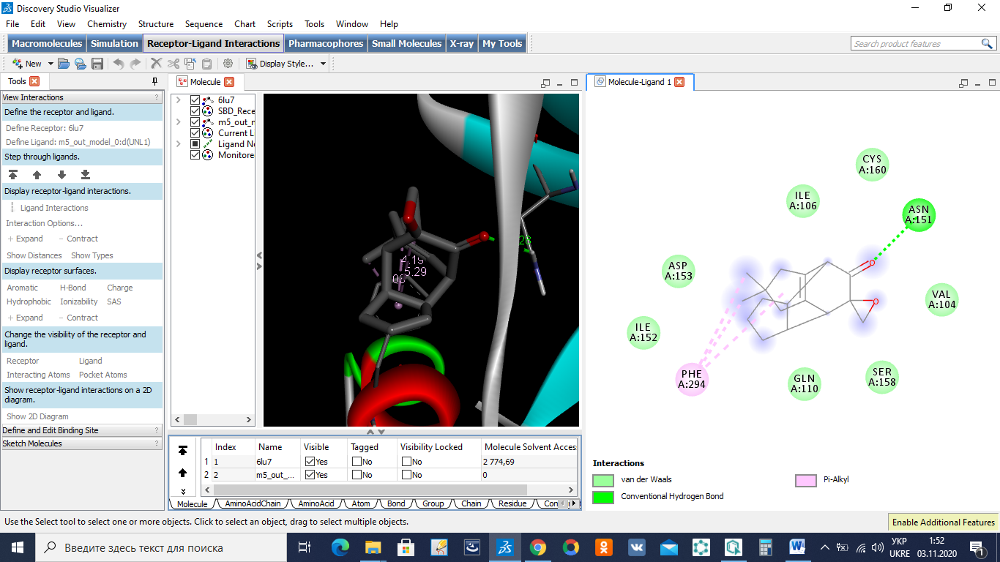 Discovery Studio Visualizer
File Edit View Chemistry Structure Sequence Chart Scripts Tools Window Help
Macromolecules Simulation Receptor-Ligand Interactions Pharmacophores Small Molecules X-ray My Tools
Search product features
New Display Style...
Tools
View Interactions ?
Define the receptor and ligand.
Define Receptor: 6lu7
Define Ligand: m5_out_model_0:d(UNL1)
Step through ligands.
Display receptor-ligand interactions.
Ligand Interactions
Interaction Options...
+ Expand - Contract
Show Distances Show Types
Display receptor surfaces.
Aromatic H-Bond Charge
Hydrophobic Ionizability SAS
+ Expand - Contract
Change the visibility of the receptor and
ligand.
Receptor Ligand
Interacting Atoms Pocket Atoms
Show receptor-ligand interactions on a 2D
diagram.
Show 2D Diagram
Define and Edit Binding Site ?
Sketch Molecules ?
Molecule
6lu7
SBD_Rece
m5_out_r
Current L
Ligand No
Monitore
4.19
5.29
28
Index Name Visible Tagged Visibility Locked Molecule Solvent Acces
1 1 6lu7 Yes No No 2 774,69
2 2 m5_out_... Yes No No 0
Molecule AminoAcidChain AminoAcid Atom Bond Group Chain Residue Con
Molecule-Ligand 1
CYS
A:160
ILE
A:106
ASN
A:151
ASP
A:153
O
VAL
A:104
O
ILE
A:152
PHE
A:294
GLN
A:110
SER
A:158
Interactions
van der Waals
Conventional Hydrogen Bond
Pi-Alkyl
Use the Select tool to select one or more objects. Click to select an object, drag to select multiple objects.
Enable Additional Features
Введите здесь текст для поиска
УКР
UKRE
1:52
03.11.2020
1